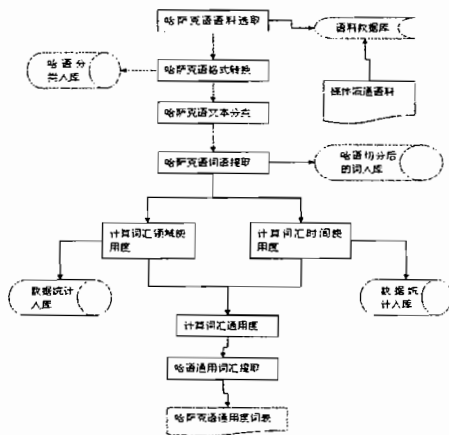 哈萨克语语料选取
语料数据库
哈语分
类入库
哈萨克语格式转换
媒体流通语料
哈萨克语文本分类
哈萨克语词语提取
哈语切分后
的词入库
计算词汇领域使
用度
计算词汇时间使
用度
数据统计
入库
数据统
计入库
计算词汇通用度
哈语通用词汇提取
哈萨克语通用度词表